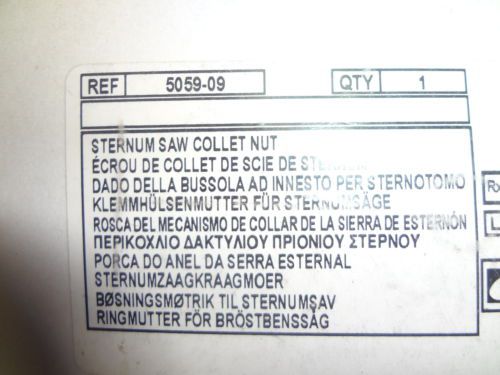 REF 5059-09 QTY 1
STERNUM SAW COLLET NUT
ÉCROU DE COLLET DE SCIE DE
DADO DELLA BUSSOLA AD INNESTO PER STERNOTOMO
KLEMMHÜLSENMUTTER FÜR STERNUMSÄGE
ROSCA DEL MECANISMO DE COLLAR DE LA SIERRA DE ESTERNÓN
ΠΕΡΙΚΟΧΛΙΟ ΔΑΚΤΥΛΙΟΥ ΠΡΙΟΝΙΟΥ ΣΤΕΡΝΟΥ
PORCA DO ANEL DA SERRA ESTERNAL
STERNUMZAAGKRAAGMOER
BØSNINGSMØTRIK TIL STERNUMSAV
RINGMUTTER FÖR BRÖSTBENSSÅG